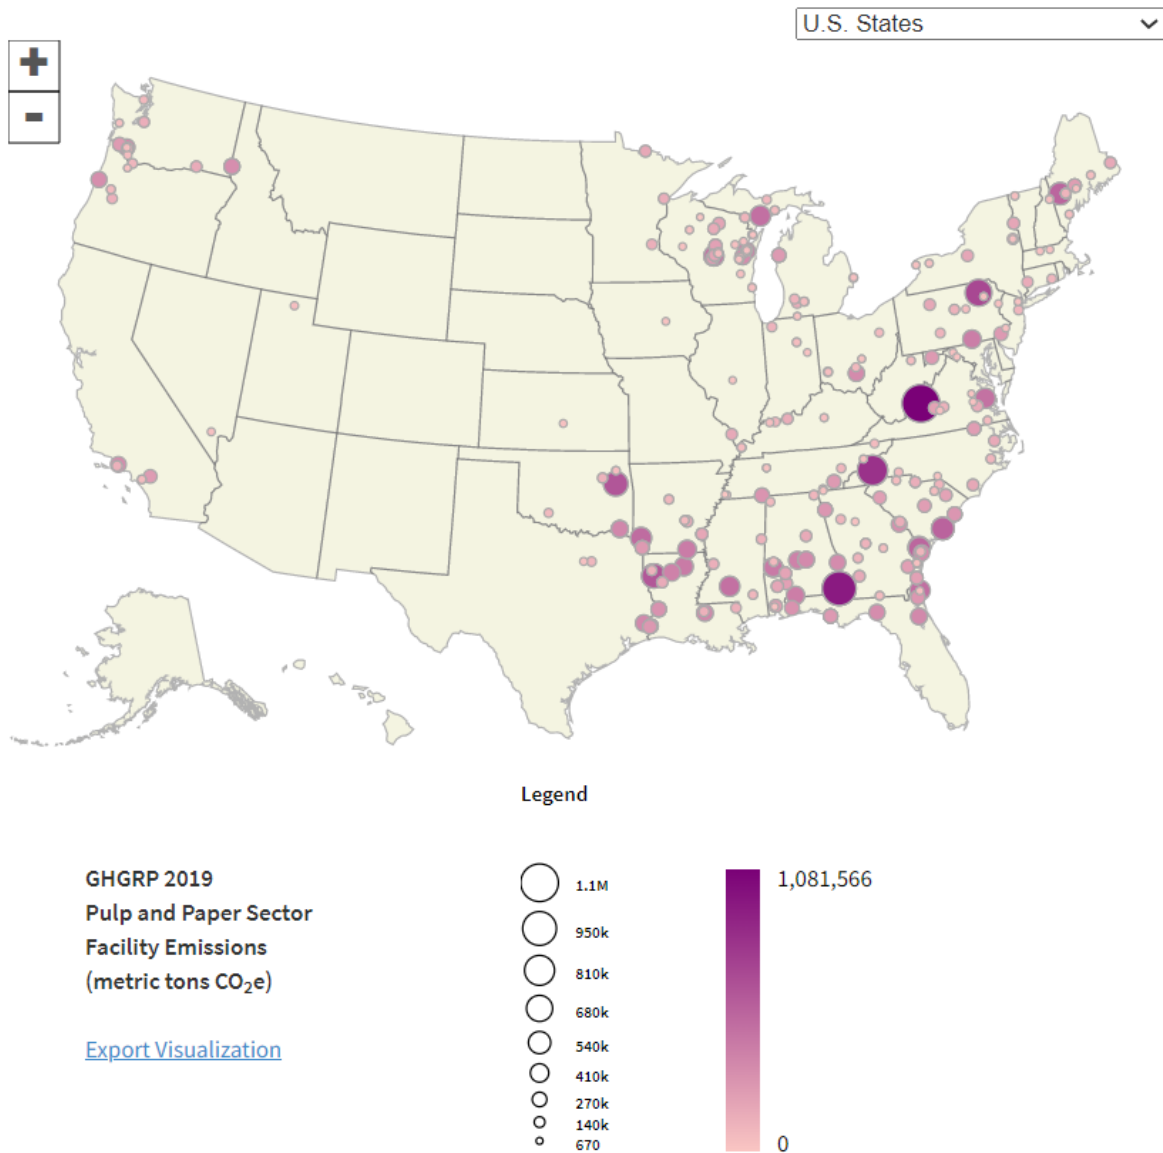 U.S. States
+
-
Legend
GHGRP 2019
Pulp and Paper Sector
Facility Emissions
(metric tons CO₂e)
Export Visualization
1.1M
950k
810k
680k
540k
410k
270k
140k
670
1,081,566
0